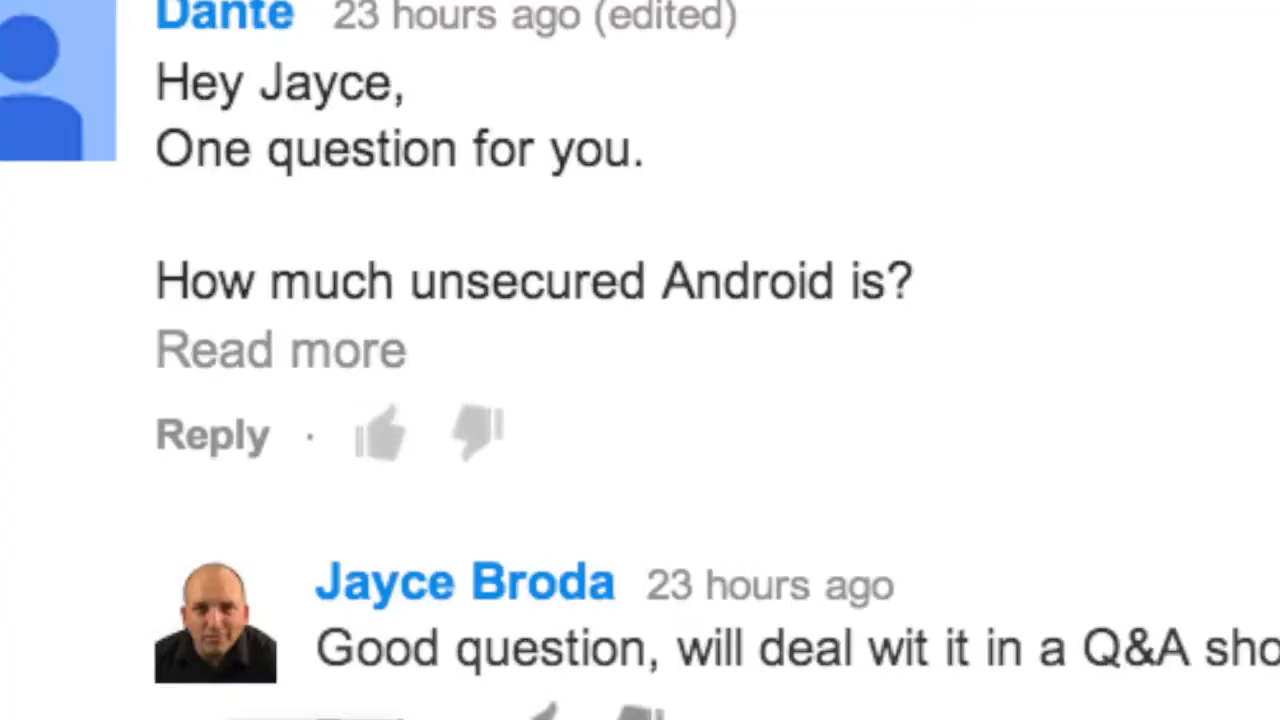 Dante 23 hours ago (edited)
Hey Jayce,
One question for you.
How much unsecured Android is?
Read more
Reply ·
Jayce Broda 23 hours ago
Good question, will deal wit it in a Q&A sho